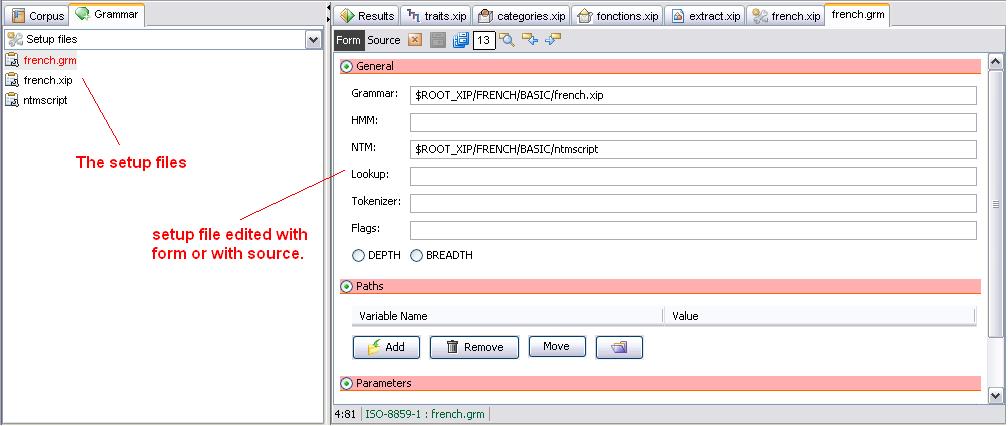 Corpus Grammar
Setup files
french.grm
french.xip
ntmscript
The setup files
setup file edited with
form or with source.
Results traits.xip categories.xip fonctions.xip extract.xip french.xip french.grm
Form Source 13
General
Grammar: $ROOT_XIP/FRENCH/BASIC/french.xip
HMM:
NTM: $ROOT_XIP/FRENCH/BASIC/ntmscript
Lookup:
Tokenizer:
Flags:
DEPTH BREADTH
Paths
Variable Name Value
Add Remove Move
Parameters
4:81 ISO-8859-1 : french.grm